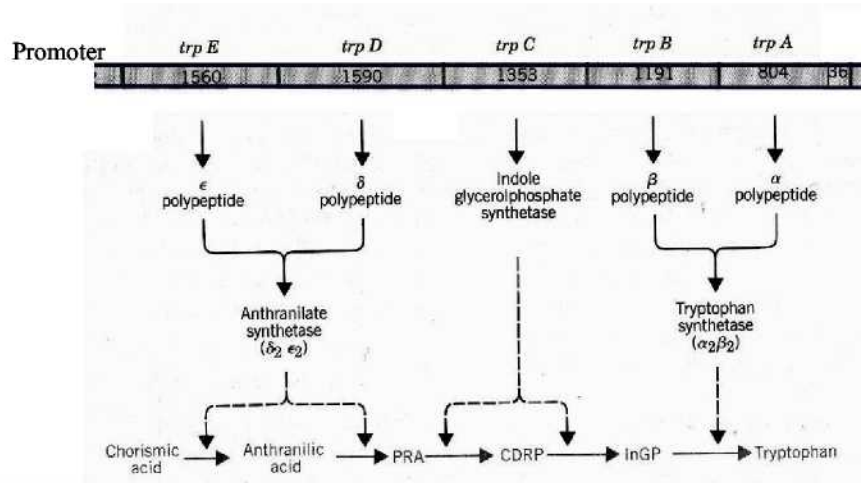 Promoter
trp E
trp D
trp C
trp B
trp A
1560
1590
1353
1191
804
36
ϵ
polypeptide
δ
polypeptide
Indole
glycerolphosphate
synthetase
β
polypeptide
α
polypeptide
Anthranilate
synthetase
(δ₂ ϵ₂)
Tryptophan
synthetase
(α₂β₂)
Chorismic
acid
Anthranilic
acid
PRA
CDRP
InGP
Tryptophan